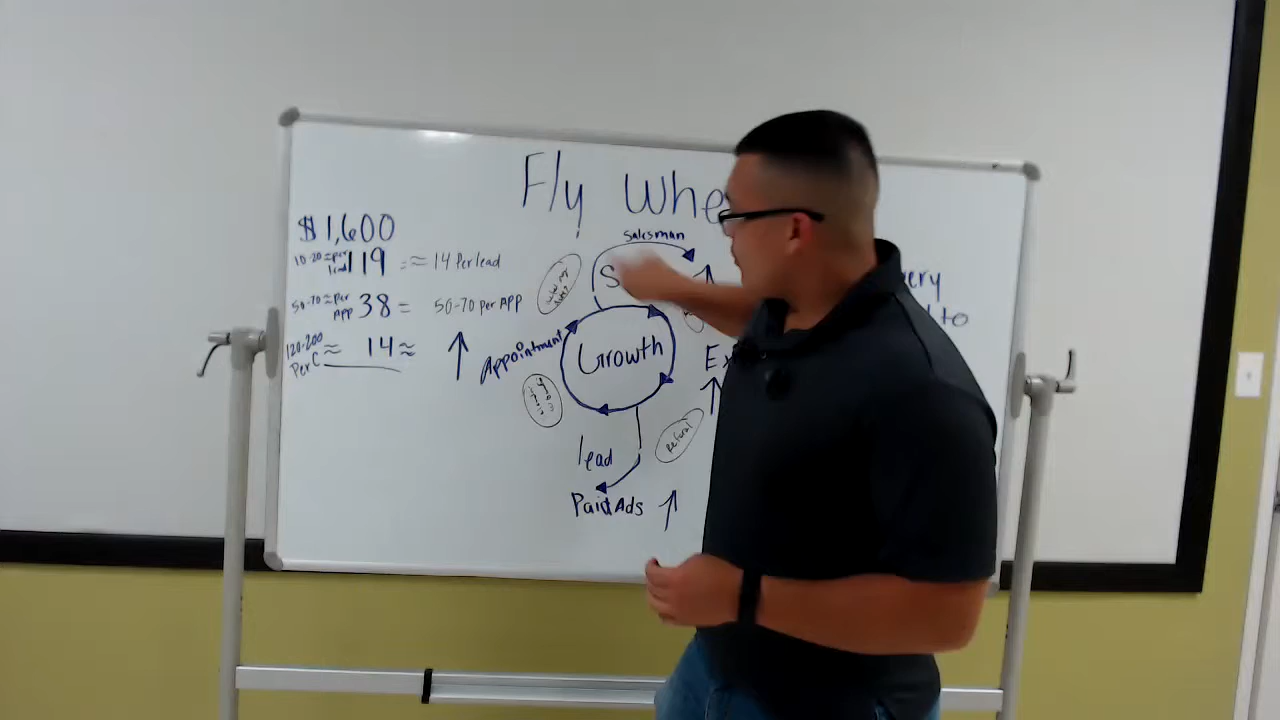 Fly Whe
$1,600
10-20 ≈ per lead 119 ≈ 14 Per lead
50-70 ≈ per APP 38 = 50-70 per APP
120-200 Per C ≈ 14 ≈
Salesman
S
Appointment
Growth
Ex
Referal
lead
Paid Ads
ery
to